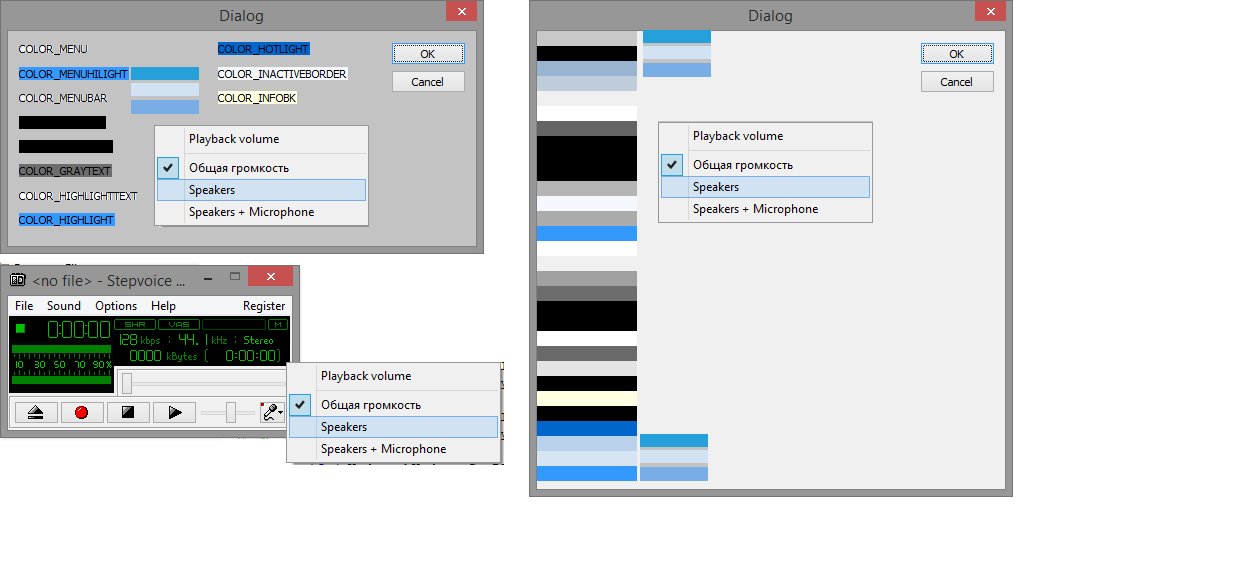 Dialog
COLOR_MENU
COLOR_HOTLIGHT
OK
COLOR_MENUHILIGHT
COLOR_INACTIVEBORDER
Cancel
COLOR_MENUBAR
COLOR_INFOBK
COLOR_GRAYTEXT
COLOR_HIGHLIGHTTEXT
COLOR_HIGHLIGHT
Playback volume
Общая громкость
Speakers
Speakers + Microphone
Dialog
OK
Cancel
Playback volume
Общая громкость
Speakers
Speakers + Microphone
<no file> - Stepvoice ...
File Sound Options Help Register
0:00:00 SHR VAS M
128 kbps : 44.1 kHz : Stereo
0000 kBytes ( 0:00:00)
10 30 50 70 90%
Playback volume
Общая громкость
Speakers
Speakers + Microphone